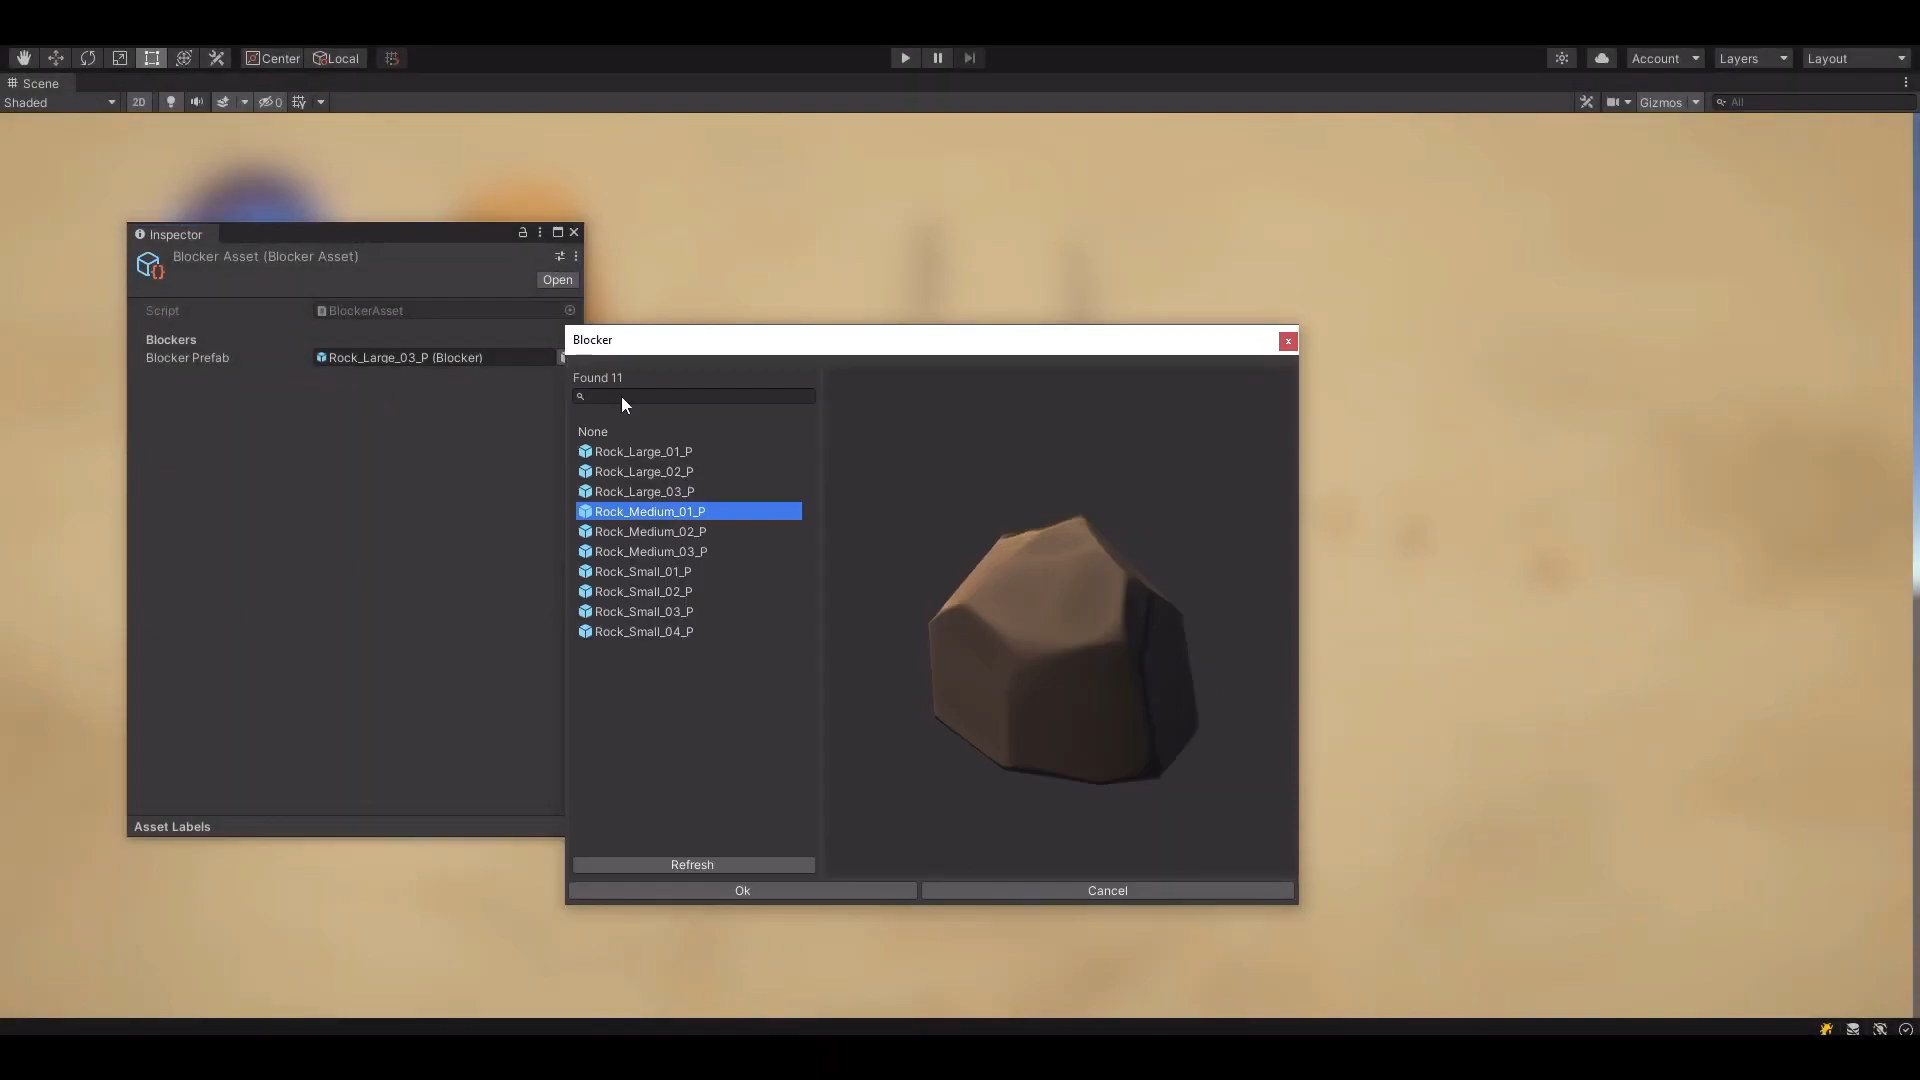 Center
Local
Account
Layers
Layout
Scene
Shaded
2D
0
Gizmos
All
Inspector
Blocker Asset (Blocker Asset)
Open
Script
BlockerAsset
Blockers
Blocker Prefab
Rock_Large_03_P (Blocker)
Asset Labels
Blocker
x
Found 11
None
Rock_Large_01_P
Rock_Large_02_P
Rock_Large_03_P
Rock_Medium_01_P
Rock_Medium_02_P
Rock_Medium_03_P
Rock_Small_01_P
Rock_Small_02_P
Rock_Small_03_P
Rock_Small_04_P
Refresh
Ok
Cancel